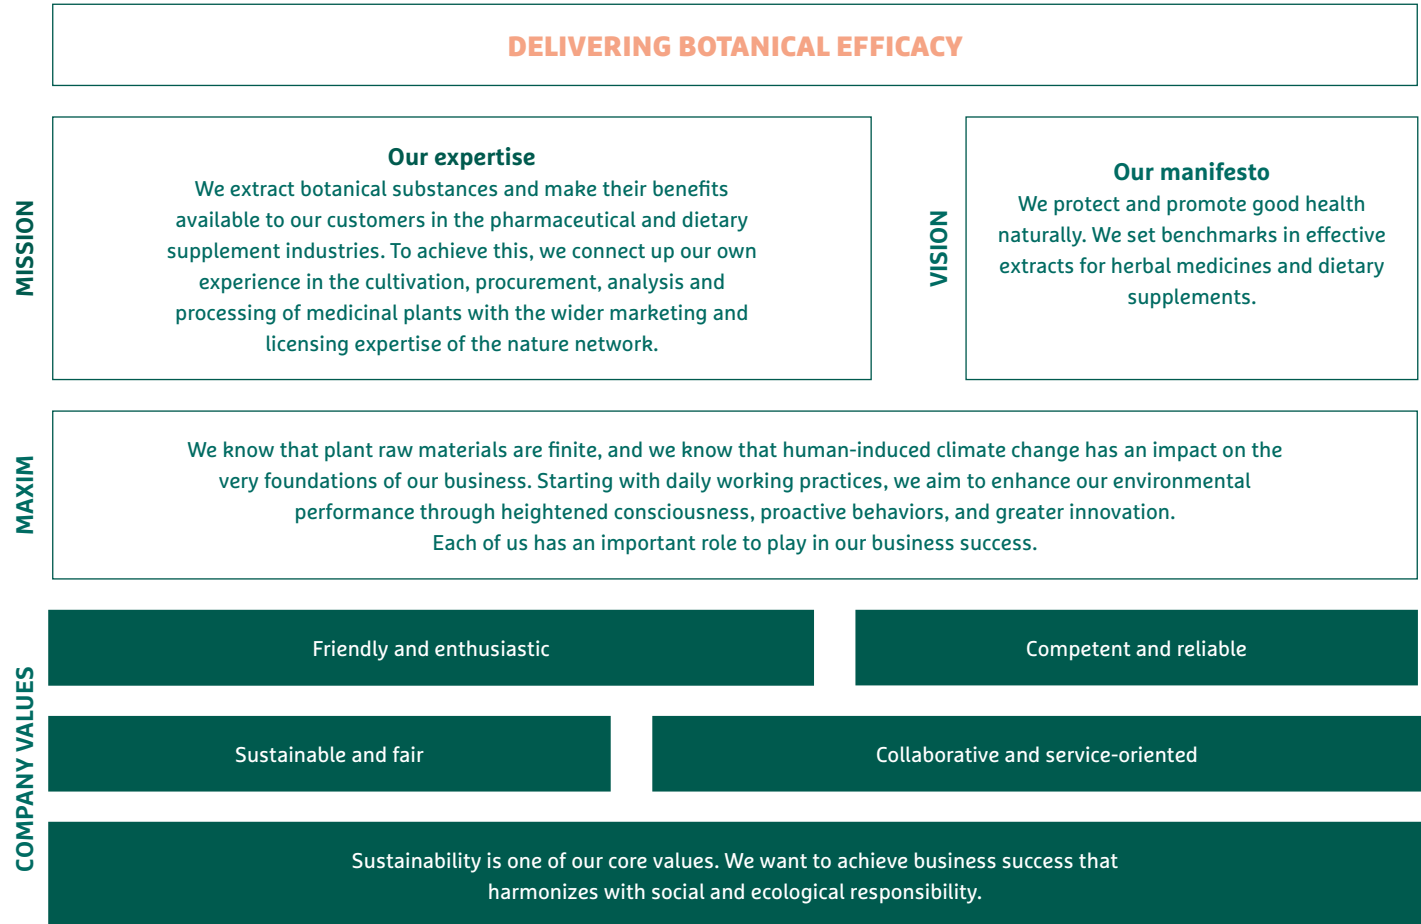 DELIVERING BOTANICAL EFFICACY
MISSION
Our expertise
We extract botanical substances and make their benefits
available to our customers in the pharmaceutical and dietary
supplement industries. To achieve this, we connect up our own
experience in the cultivation, procurement, analysis and
processing of medicinal plants with the wider marketing and
licensing expertise of the nature network.
VISION
Our manifesto
We protect and promote good health
naturally. We set benchmarks in effective
extracts for herbal medicines and dietary
supplements.
MAXIM
We know that plant raw materials are finite, and we know that human-induced climate change has an impact on the
very foundations of our business. Starting with daily working practices, we aim to enhance our environmental
performance through heightened consciousness, proactive behaviors, and greater innovation.
Each of us has an important role to play in our business success.
COMPANY VALUES
Friendly and enthusiastic
Competent and reliable
Sustainable and fair
Collaborative and service-oriented
Sustainability is one of our core values. We want to achieve business success that
harmonizes with social and ecological responsibility.